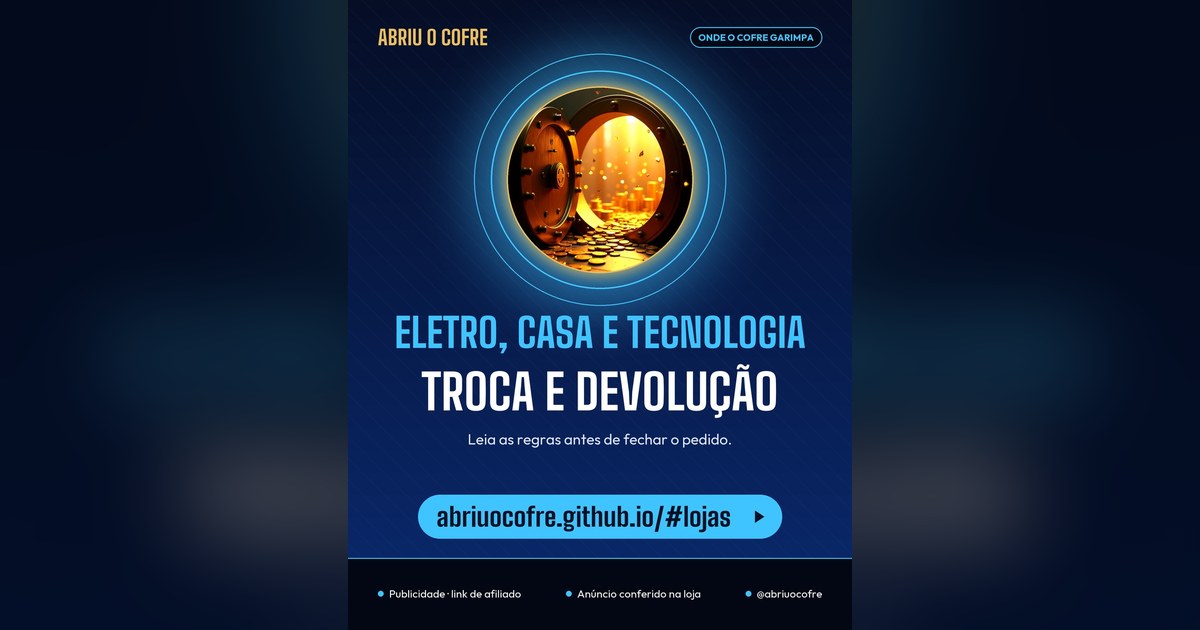 ABRIU O COFRE
ONDE O COFRE GARIMPA
ELETRO, CASA E TECNOLOGIA
TROCA E DEVOLUÇÃO
Leia as regras antes de fechar o pedido.
abriuocofre.github.io/#lojas
Publicidade · link de afiliado
Anúncio conferido na loja
@abriuocofre